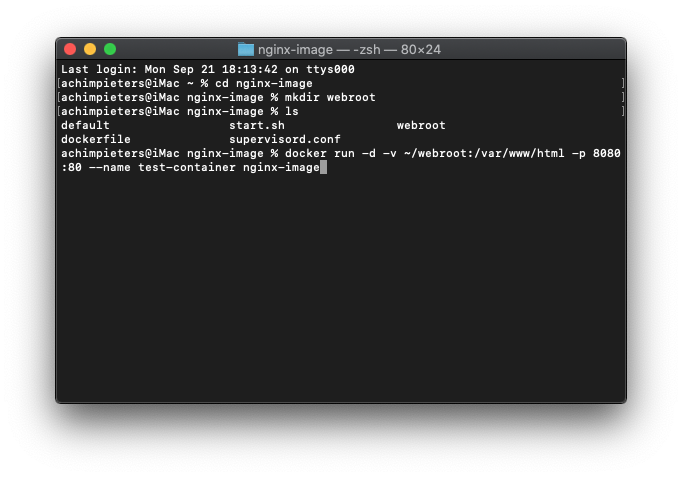 nginx-image — -zsh — 80×24
Last login: Mon Sep 21 18:13:42 on ttys000
[achimpieters@iMac ~ % cd nginx-image ]
[achimpieters@iMac nginx-image % mkdir webroot ]
[achimpieters@iMac nginx-image % ls ]
default start.sh webroot
dockerfile supervisord.conf
achimpieters@iMac nginx-image % docker run -d -v ~/webroot:/var/www/html -p 8080
:80 --name test-container nginx-image